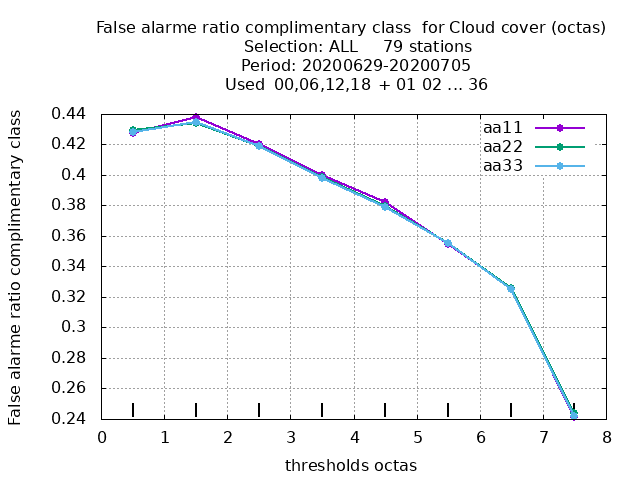 False alarme ratio complimentary class  for Cloud cover (octas)
Selection: ALL     79 stations
Period: 20200629-20200705
Used  00,06,12,18  + 01 02 ... 36
False alarme ratio complimentary class
0.44
0.42
0.4
0.38
0.36
0.34
0.32
0.3
0.28
0.26
0.24
aa11
aa22
aa33
0 1 2 3 4 5 6 7 8
thresholds octas